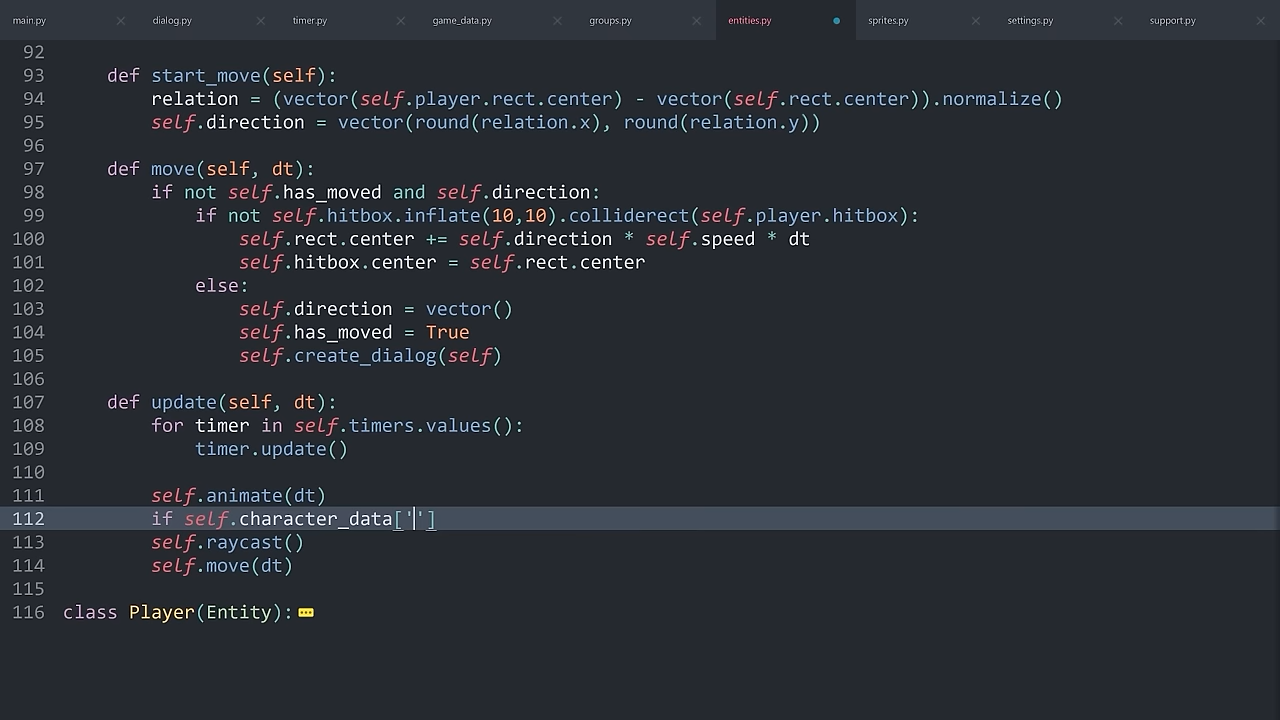 main.py dialog.py timer.py game_data.py groups.py entities.py sprites.py settings.py support.py
92
93 def start_move(self):
94 relation = (vector(self.player.rect.center) - vector(self.rect.center)).normalize()
95 self.direction = vector(round(relation.x), round(relation.y))
96
97 def move(self, dt):
98 if not self.has_moved and self.direction:
99 if not self.hitbox.inflate(10,10).colliderect(self.player.hitbox):
100 self.rect.center += self.direction * self.speed * dt
101 self.hitbox.center = self.rect.center
102 else:
103 self.direction = vector()
104 self.has_moved = True
105 self.create_dialog(self)
106
107 def update(self, dt):
108 for timer in self.timers.values():
109 timer.update()
110
111 self.animate(dt)
112 if self.character_data['']
113 self.raycast()
114 self.move(dt)
115
116 class Player(Entity):